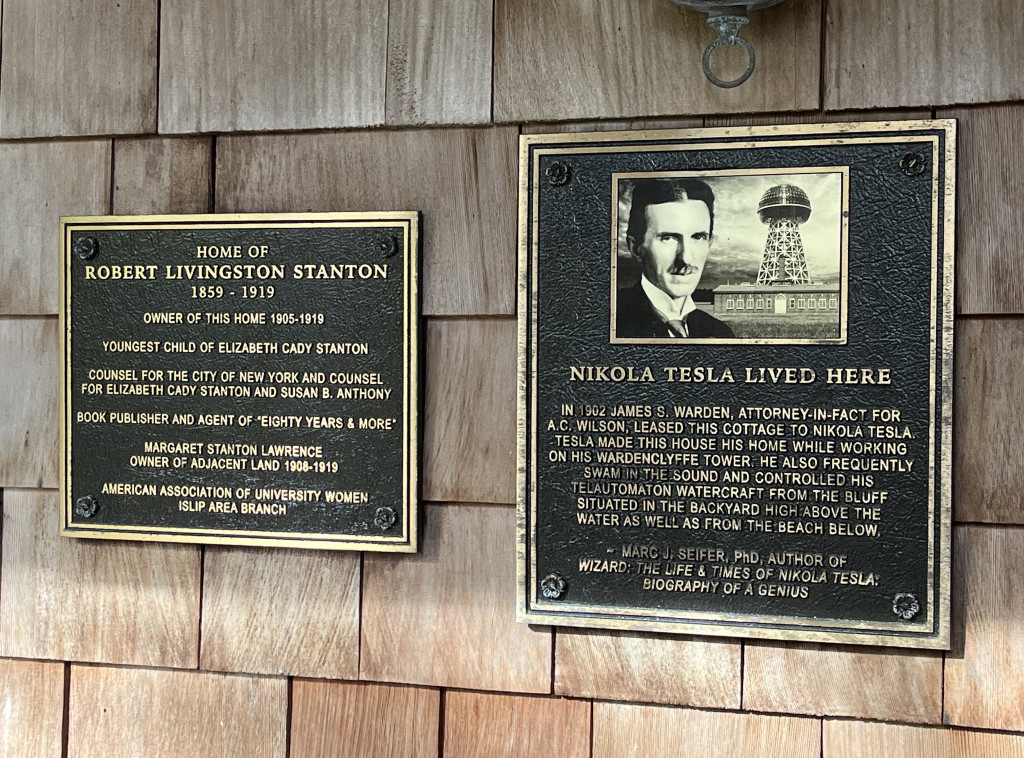 HOME OF
ROBERT LIVINGSTON STANTON
1859 - 1919
OWNER OF THIS HOME 1905-1919
YOUNGEST CHILD OF ELIZABETH CADY STANTON
COUNSEL FOR THE CITY OF NEW YORK AND COUNSEL
FOR ELIZABETH CADY STANTON AND SUSAN B. ANTHONY
BOOK PUBLISHER AND AGENT OF "EIGHTY YEARS & MORE"
MARGARET STANTON LAWRENCE
OWNER OF ADJACENT LAND 1908-1919
AMERICAN ASSOCIATION OF UNIVERSITY WOMEN
ISLIP AREA BRANCH
NIKOLA TESLA LIVED HERE
IN 1902 JAMES S. WARDEN, ATTORNEY-IN-FACT FOR
A.C. WILSON, LEASED THIS COTTAGE TO NIKOLA TESLA.
TESLA MADE THIS HOUSE HIS HOME WHILE WORKING
ON HIS WARDENCLYFFE TOWER. HE ALSO FREQUENTLY
SWAM IN THE SOUND AND CONTROLLED HIS
TELAUTOMATON WATERCRAFT FROM THE BLUFF
SITUATED IN THE BACKYARD HIGH ABOVE THE
WATER AS WELL AS FROM THE BEACH BELOW.
~ MARC J. SEIFER, PhD, AUTHOR OF
WIZARD: THE LIFE & TIMES OF NIKOLA TESLA:
BIOGRAPHY OF A GENIUS